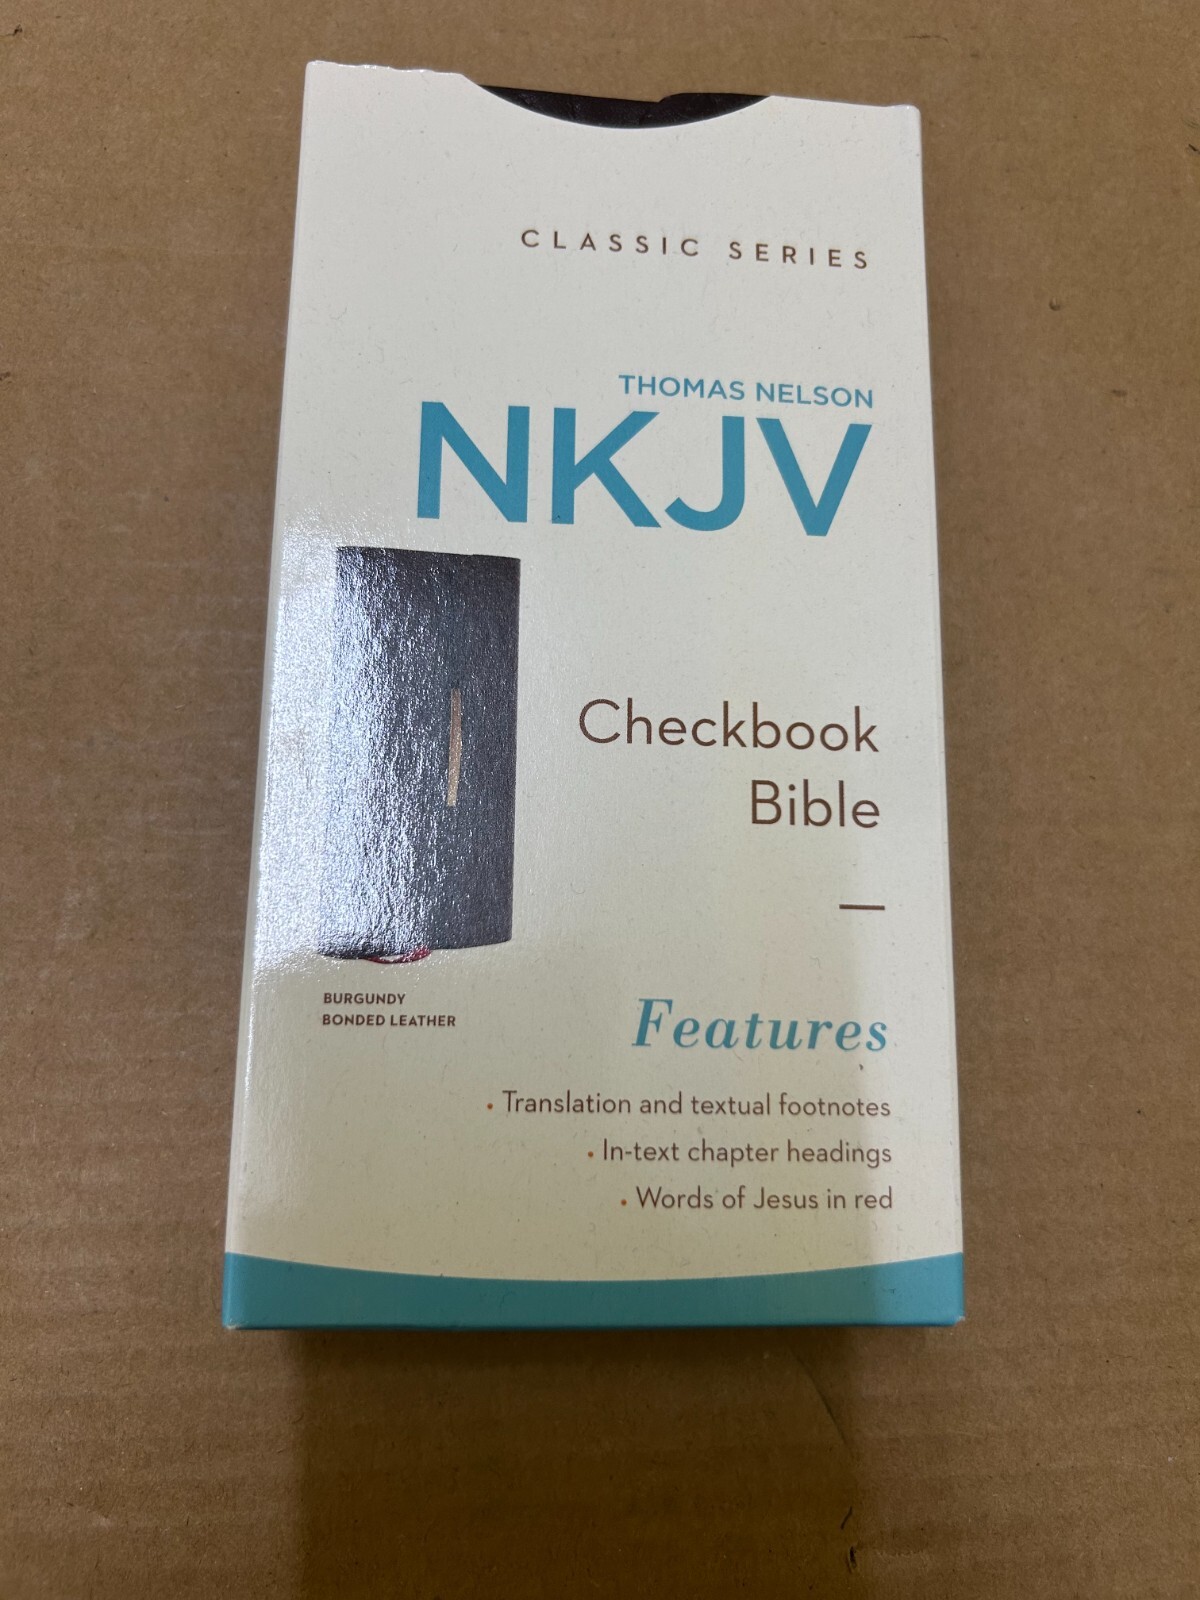 CLASSIC SERIES
THOMAS NELSON
NKJV
Checkbook
Bible
BURGUNDY
BONDED LEATHER
Features
• Translation and textual footnotes
• In-text chapter headings
• Words of Jesus in red